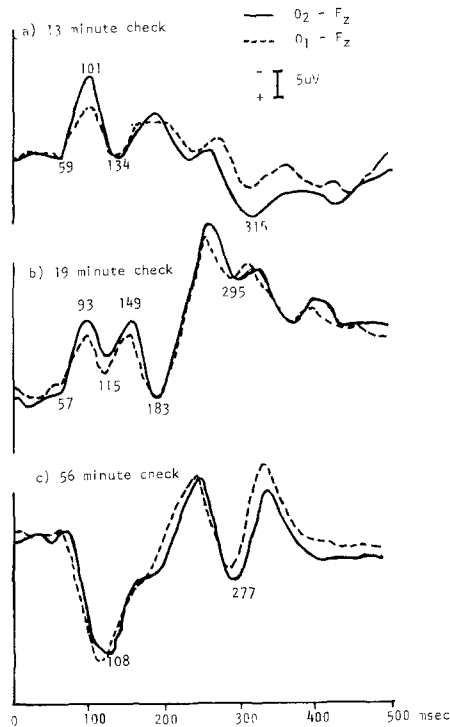 O2 - Fz
a) 13 minute check
O1 - Fz
- 5uV
+
101
59
134
315
b) 19 minute check
93 149
295
115
57
183
c) 56 minute check
277
108
0 100 200 300 400 500 msec